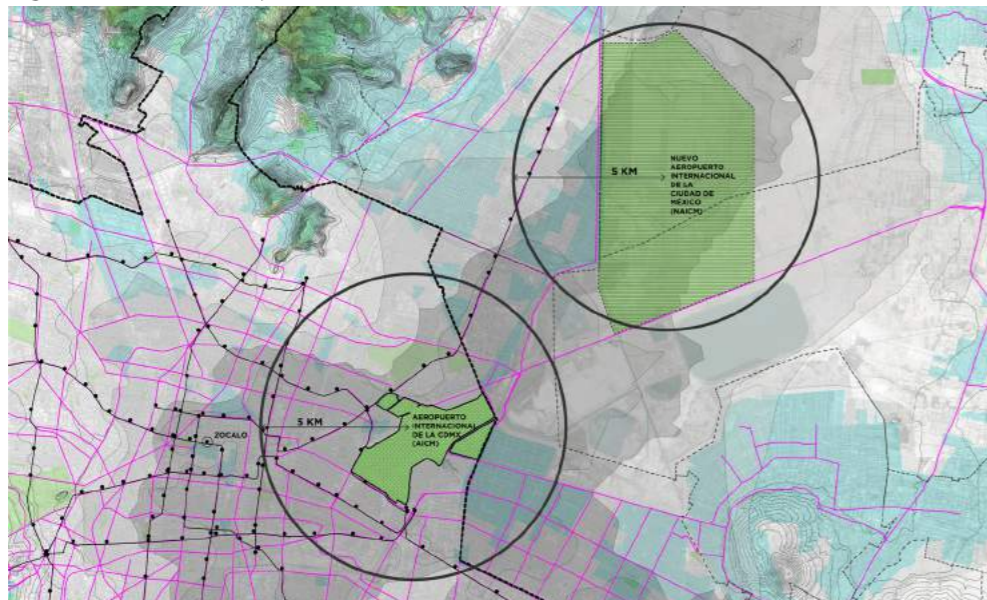 5 KM
NUEVO
AEROPUERTO
INTERNACIONAL
DE LA
CIUDAD DE
MÉXICO
(NAICM)
5 KM
AEROPUERTO
INTERNACIONAL
DE LA CDMX
(AICM)
ZOCALO